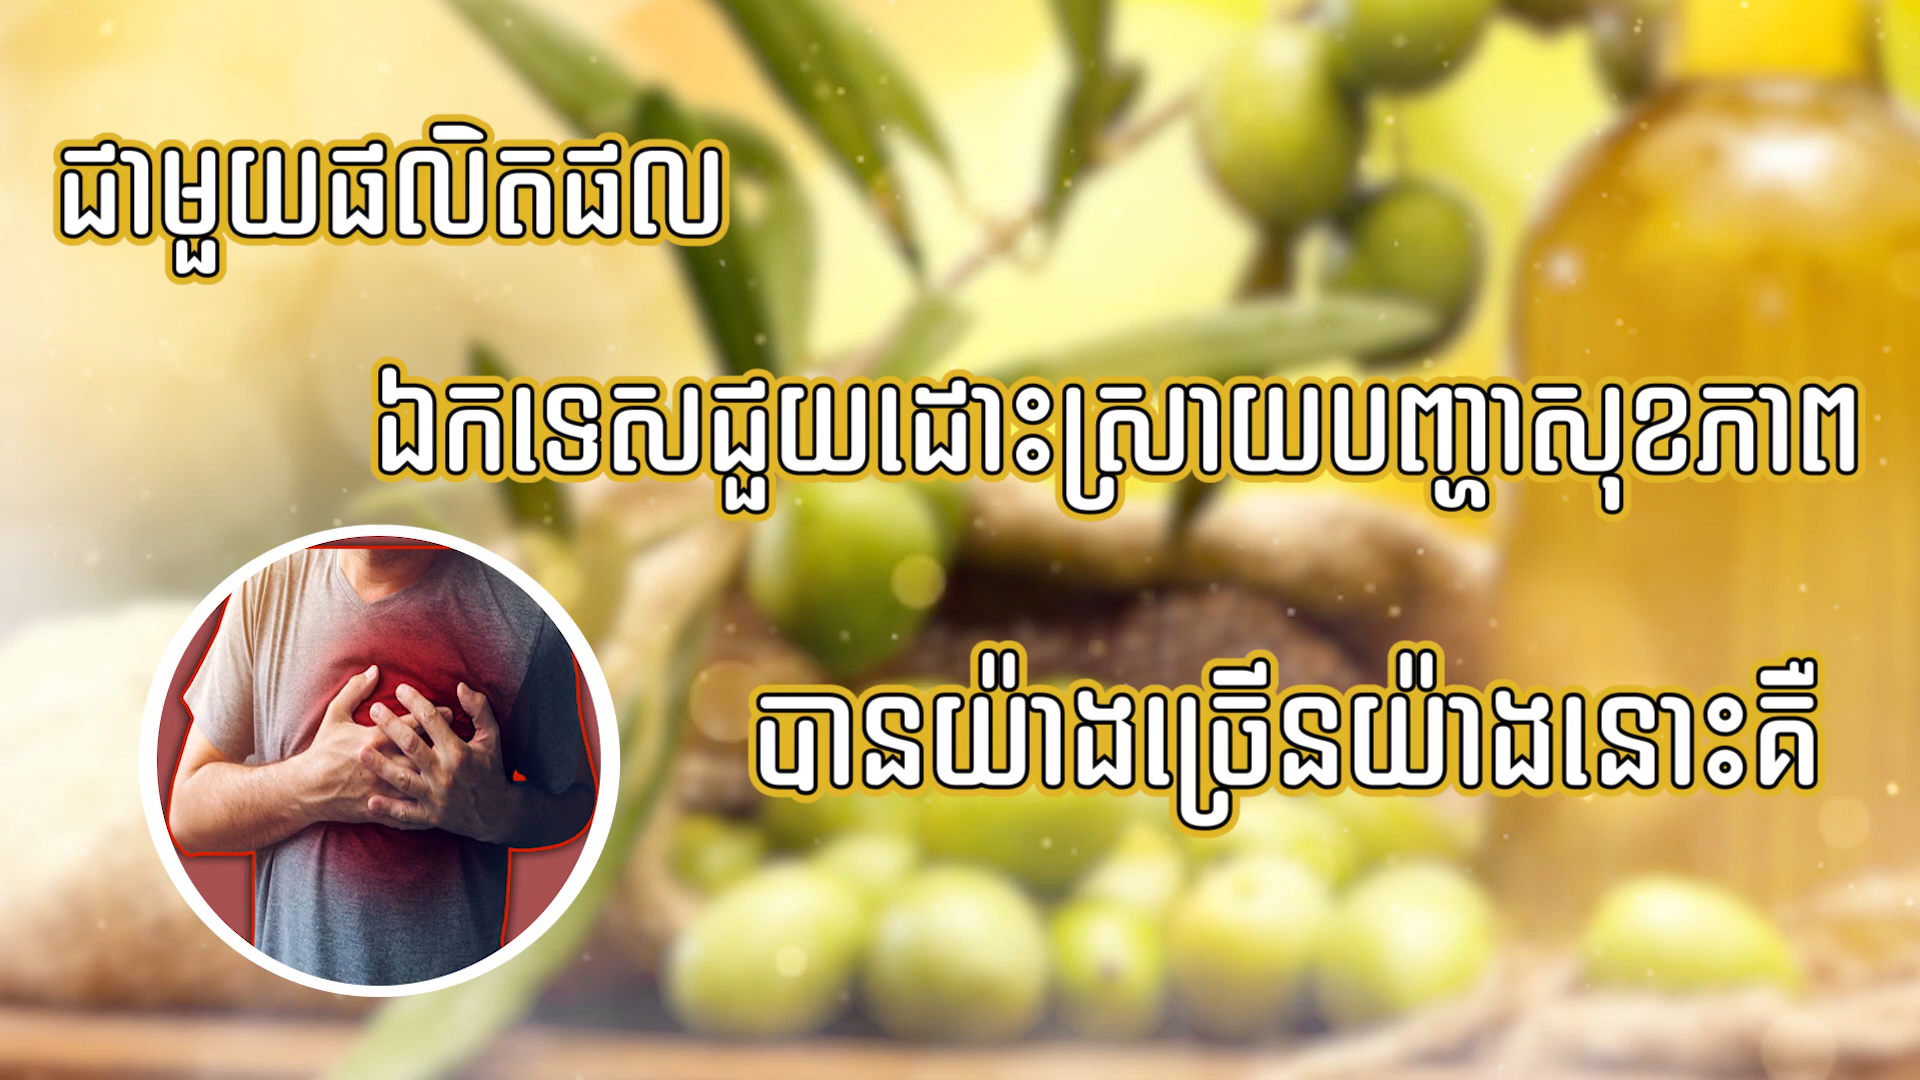 ជាមួយផលិតផល
ឯកទេសជួយដោះស្រាយបញ្ហាសុខភាព
បានយ៉ាងច្រើនយ៉ាងនោះគឺ